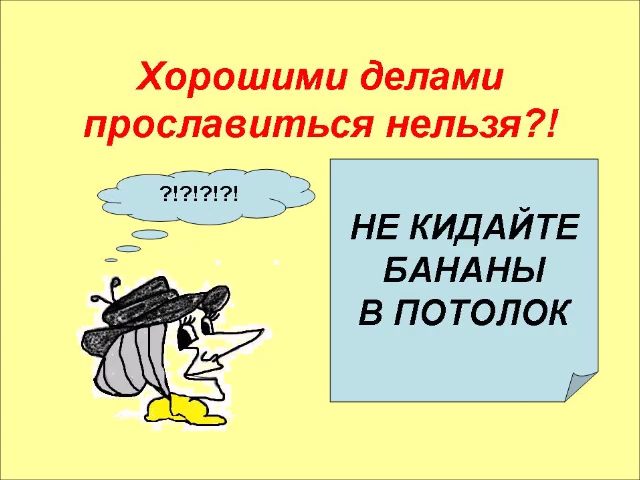 Хорошими делами
прославиться нельзя?!
?!?!?!?!
НЕ КИДАЙТЕ
БАНАНЫ
В ПОТОЛОК